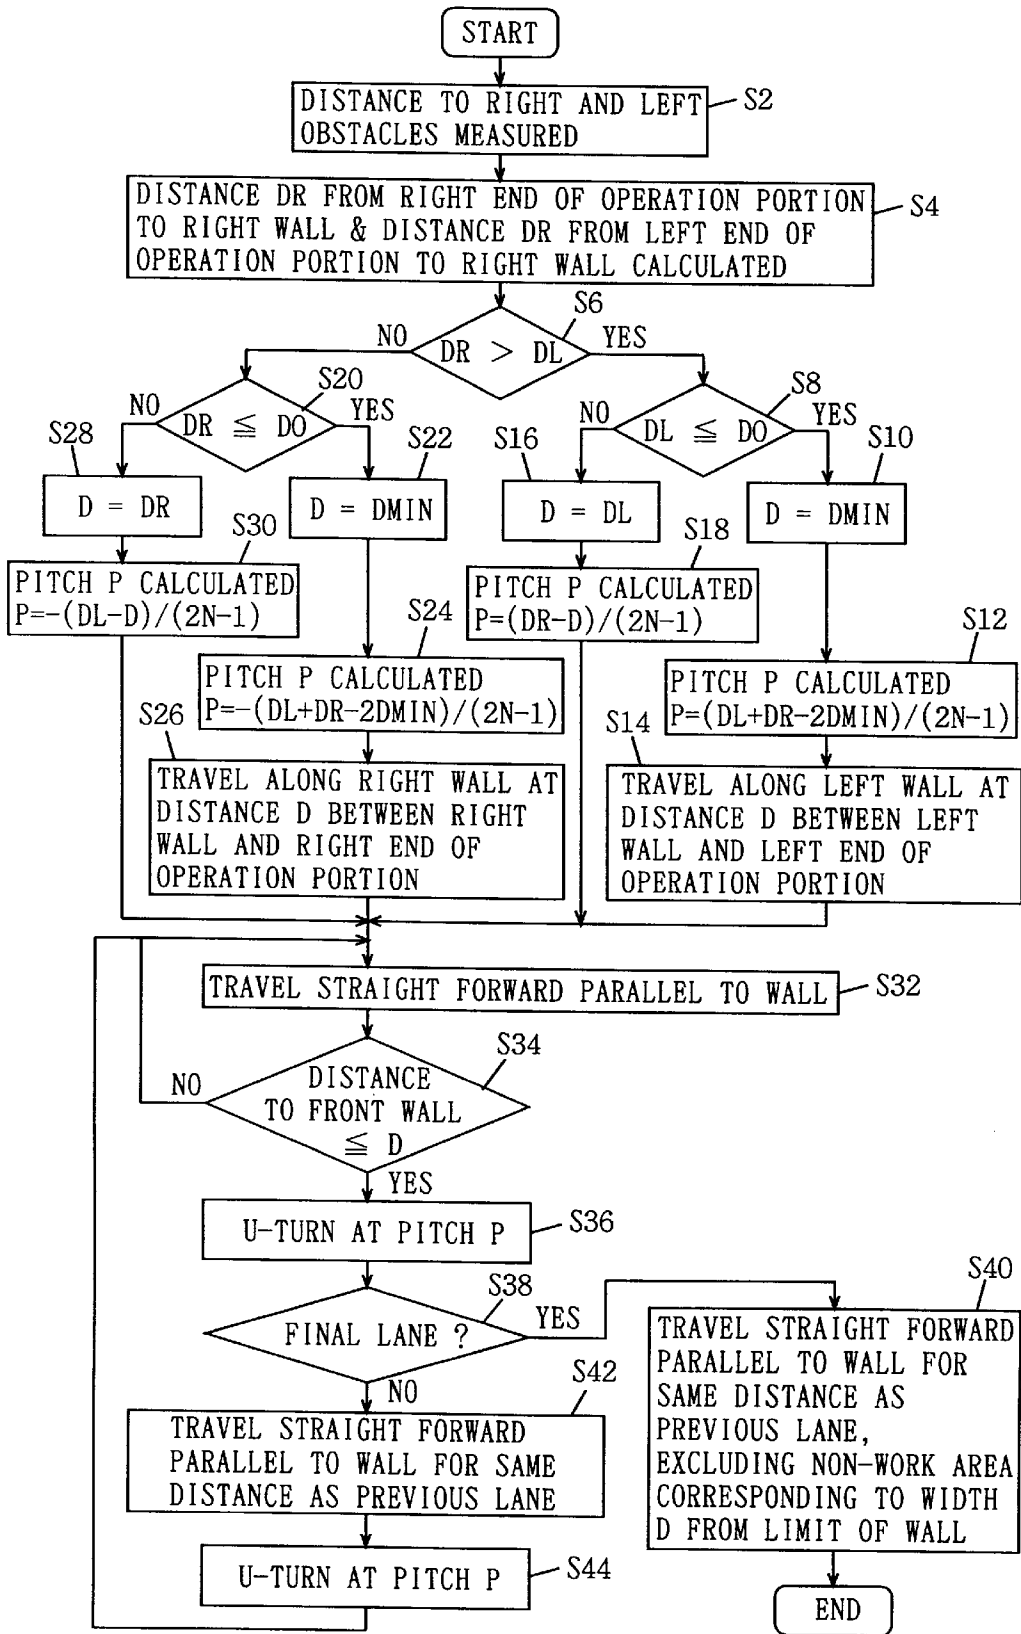 START
DISTANCE TO RIGHT AND LEFT
OBSTACLES MEASURED
S2
DISTANCE DR FROM RIGHT END OF OPERATION PORTION
TO RIGHT WALL & DISTANCE DR FROM LEFT END OF
OPERATION PORTION TO RIGHT WALL CALCULATED
S4
S6
NO
DR > DL
YES
S20
NO
DR ≦ DO
YES
S8
NO
DL ≦ DO
YES
S28
D = DR
S22
D = DMIN
S16
D = DL
S10
D = DMIN
S30
PITCH P CALCULATED
P=-(DL-D)/(2N-1)
S18
PITCH P CALCULATED
P=(DR-D)/(2N-1)
S24
PITCH P CALCULATED
P=-(DL+DR-2DMIN)/(2N-1)
S12
PITCH P CALCULATED
P=(DL+DR-2DMIN)/(2N-1)
S26
TRAVEL ALONG RIGHT WALL AT
DISTANCE D BETWEEN RIGHT
WALL AND RIGHT END OF
OPERATION PORTION
S14
TRAVEL ALONG LEFT WALL AT
DISTANCE D BETWEEN LEFT
WALL AND LEFT END OF
OPERATION PORTION
TRAVEL STRAIGHT FORWARD PARALLEL TO WALL
S32
S34
NO
DISTANCE
TO FRONT WALL
≦ D
YES
U-TURN AT PITCH P
S36
S38
FINAL LANE ?
YES
NO
S40
TRAVEL STRAIGHT FORWARD
PARALLEL TO WALL FOR
SAME DISTANCE AS
PREVIOUS LANE,
EXCLUDING NON-WORK AREA
CORRESPONDING TO WIDTH
D FROM LIMIT OF WALL
S42
TRAVEL STRAIGHT FORWARD
PARALLEL TO WALL FOR SAME
DISTANCE AS PREVIOUS LANE
U-TURN AT PITCH P
S44
END